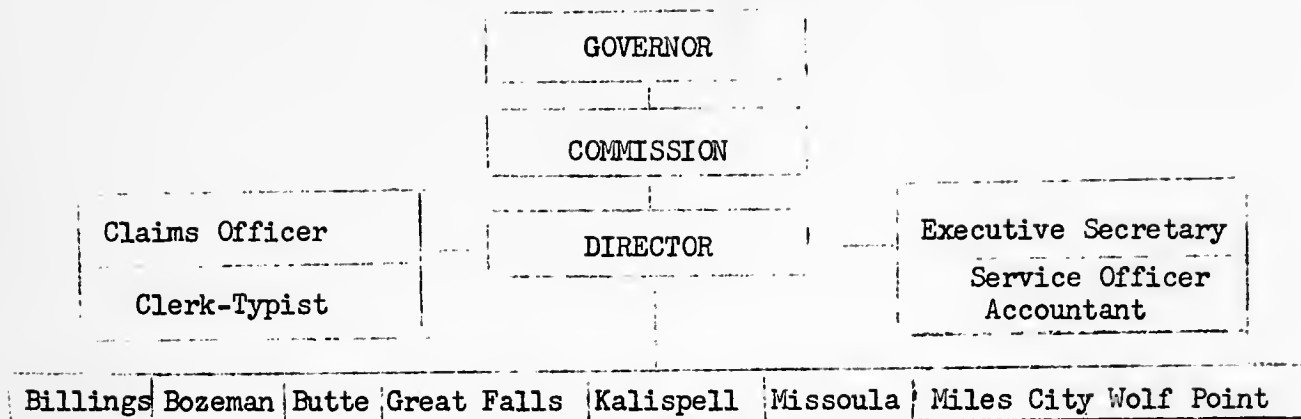 GOVERNOR
COMMISSION
DIRECTOR
Claims Officer
Clerk-Typist
Executive Secretary
Service Officer
Accountant
Billings Bozeman Butte Great Falls Kalispell Missoula Miles City Wolf Point